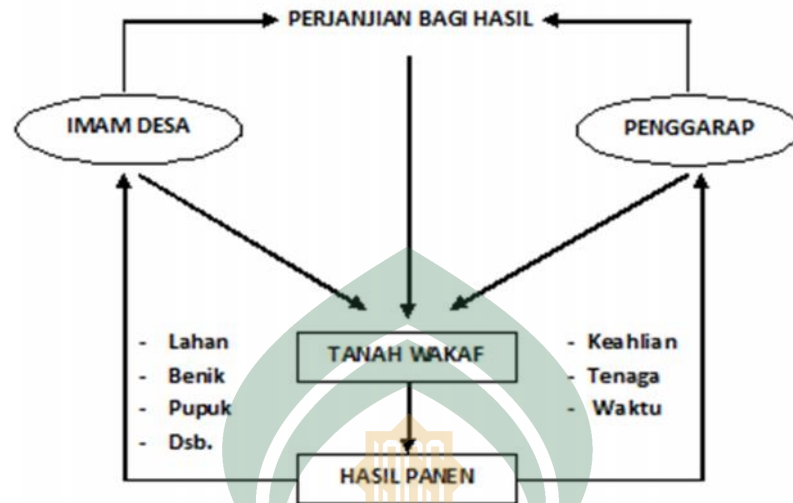 PERJANJIAN BAGI HASIL
IMAM DESA
PENGGARAP
- Lahan
- Benik
- Pupuk
- Dsb.
TANAH WAKAF
- Keahlian
- Tenaga
- Waktu
HASIL PANEN